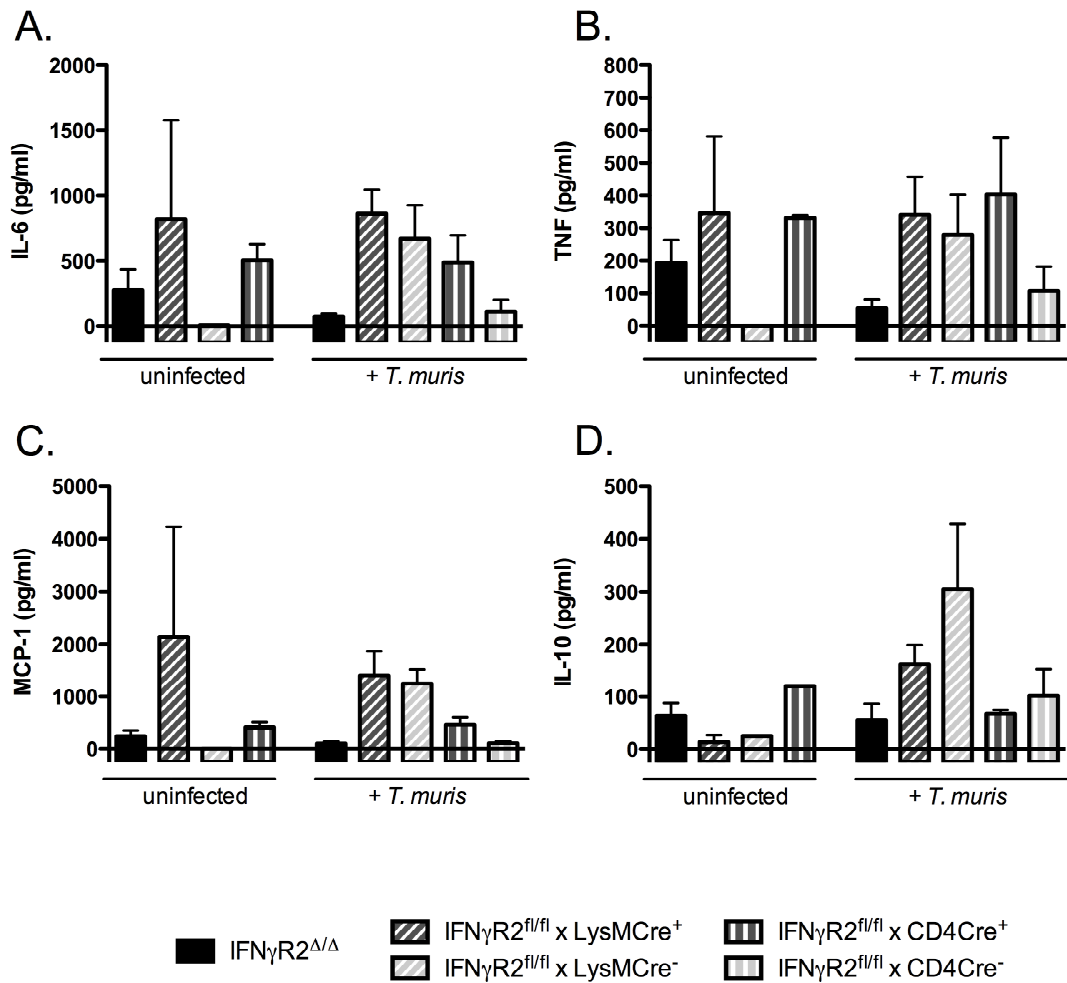 A.
IL-6 (pg/ml)
2000
1500
1000
500
0
uninfected
+ T. muris
B.
TNF (pg/ml)
800
700
600
500
400
300
200
100
0
uninfected
+ T. muris
C.
MCP-1 (pg/ml)
5000
4000
3000
2000
1000
0
uninfected
+ T. muris
D.
IL-10 (pg/ml)
500
400
300
200
100
0
uninfected
+ T. muris
IFNγR2Δ/Δ
IFNγR2fl/fl x LysMCre+
IFNγR2fl/fl x LysMCre-
IFNγR2fl/fl x CD4Cre+
IFNγR2fl/fl x CD4Cre-